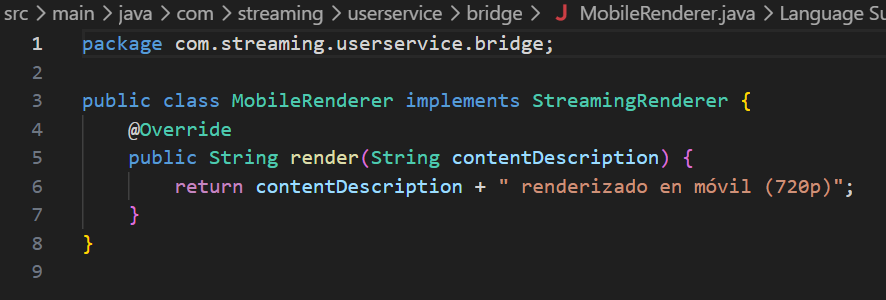 src > main > java > com > streaming > userservice > bridge > J MobileRenderer.java > Language Su
1 package com.streaming.userservice.bridge;
2
3 public class MobileRenderer implements StreamingRenderer {
4 @Override
5 public String render(String contentDescription) {
6 return contentDescription + " renderizado en móvil (720p)";
7 }
8 }
9